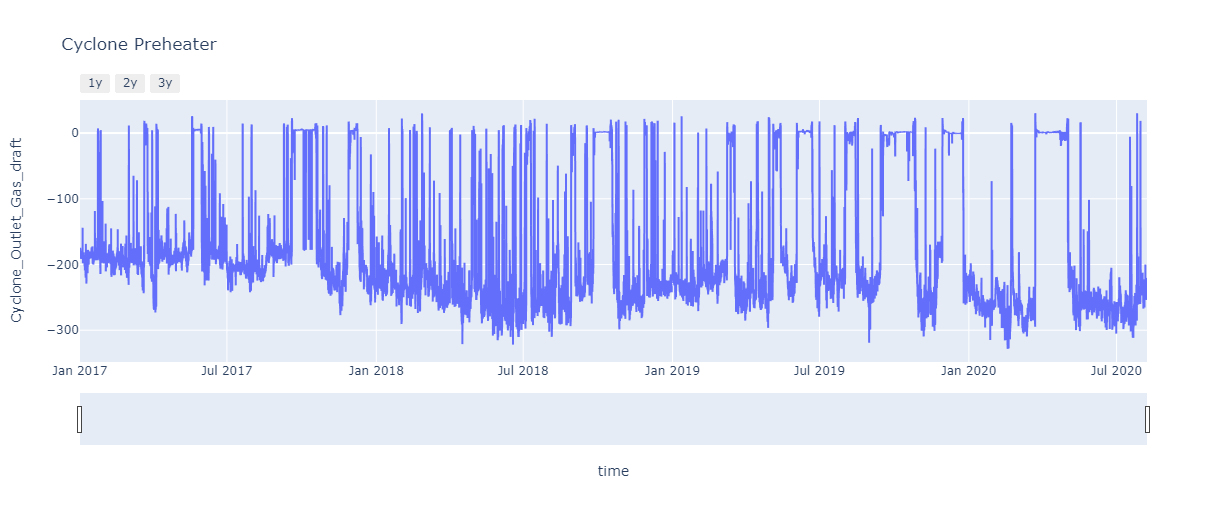 Cyclone Preheater
1y 2y 3y
Cyclone_Outlet_Gas_draft
0
−100
−200
−300
Jan 2017 Jul 2017 Jan 2018 Jul 2018 Jan 2019 Jul 2019 Jan 2020 Jul 2020
time